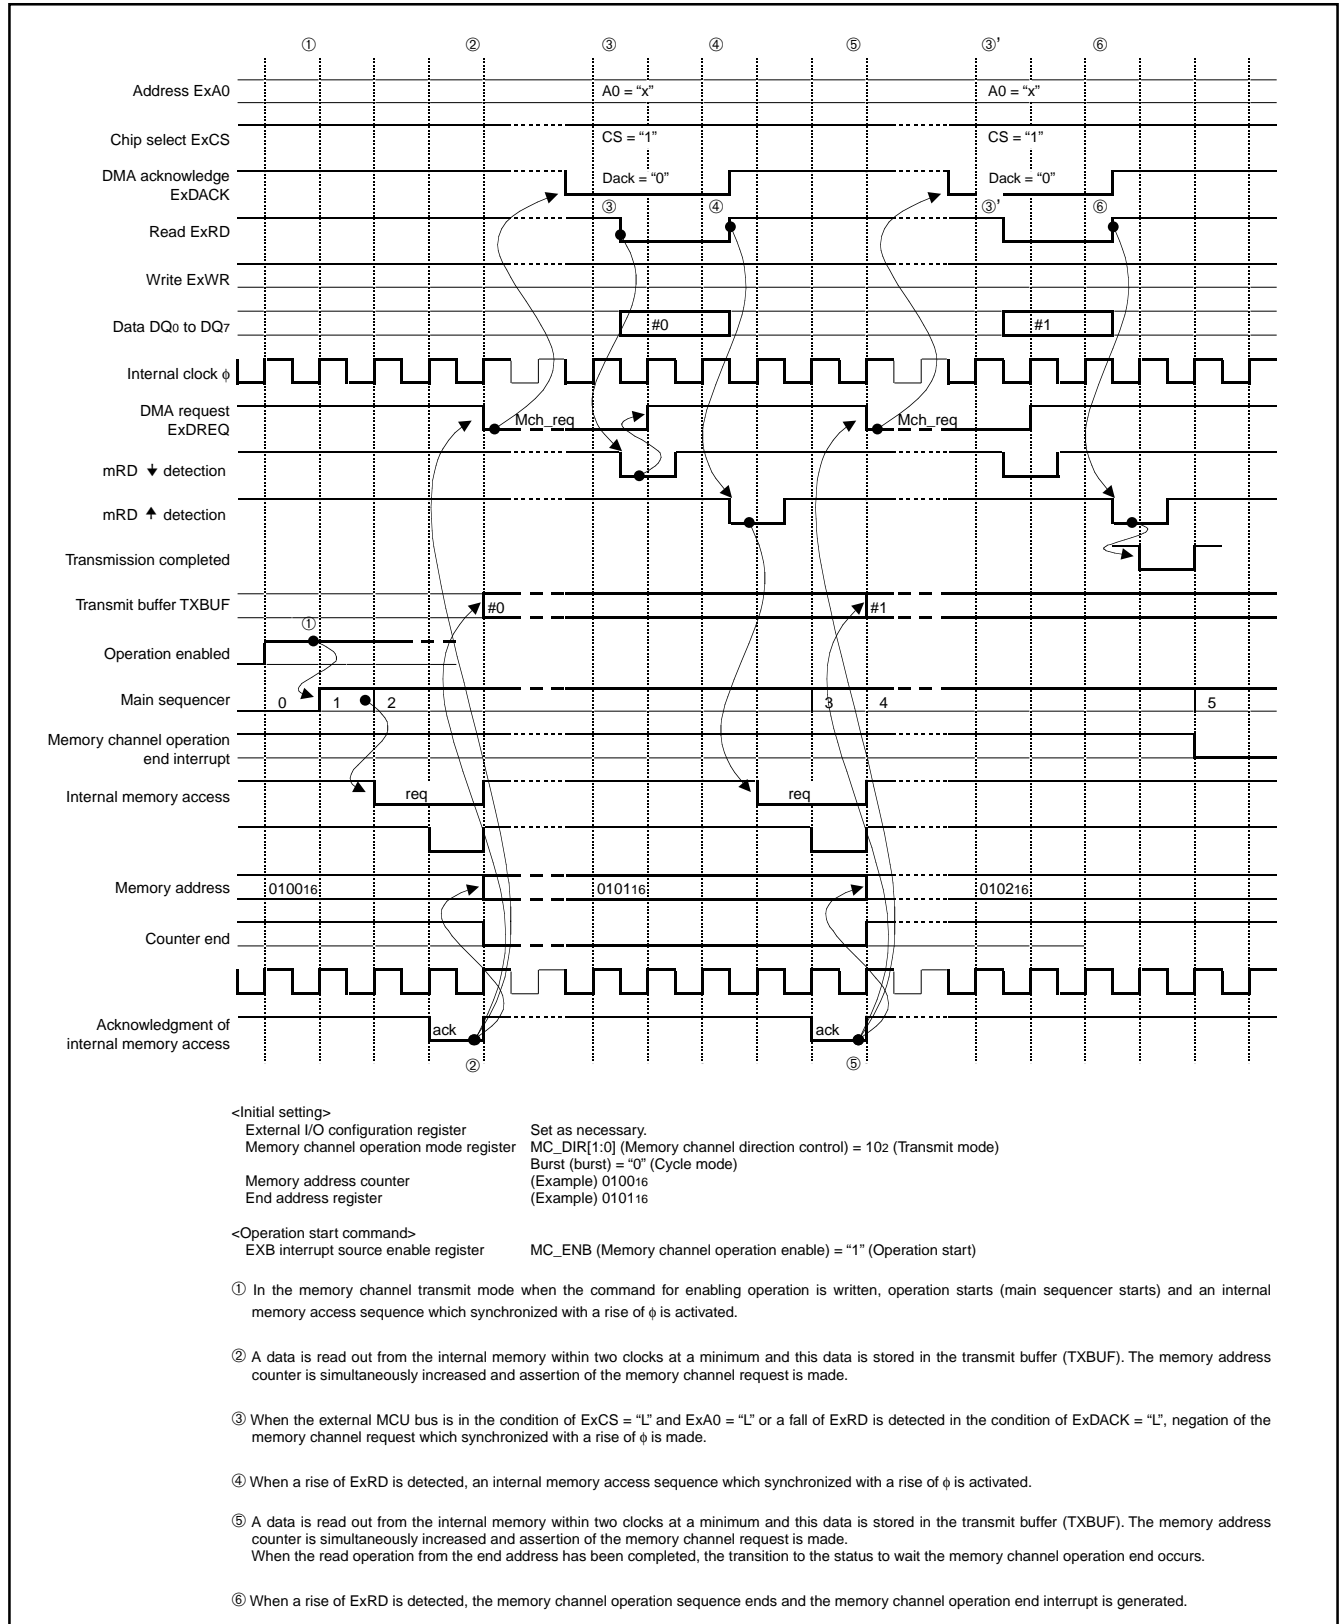 ① ② ③ ④ ⑤ ③’ ⑥
Address ExA0 A0 = “x” A0 = “x”
Chip select ExCS CS = “1” CS = “1”
DMA acknowledge
ExDACK Dack = “0” Dack = “0”
③ ④ ③’ ⑥
Read ExRD
Write ExWR
Data DQ0 to DQ7 #0 #1
Internal clock ϕ
DMA request
ExDREQ Mch_req Mch_req
mRD ↓ detection
mRD ↑ detection
Transmission completed
Transmit buffer TXBUF #0 #1
①
Operation enabled
Main sequencer 0 1 2 3 4 5
Memory channel operation
end interrupt
Internal memory access req req
Memory address 010016 010116 010216
Counter end
Acknowledgment of
internal memory access ack ack
② ⑤
<Initial setting>
External I/O configuration register Set as necessary.
Memory channel operation mode register MC_DIR[1:0] (Memory channel direction control) = 102 (Transmit mode)
Burst (burst) = “0” (Cycle mode)
Memory address counter (Example) 010016
End address register (Example) 010116
<Operation start command>
EXB interrupt source enable register MC_ENB (Memory channel operation enable) = “1” (Operation start)
① In the memory channel transmit mode when the command for enabling operation is written, operation starts (main sequencer starts) and an internal
memory access sequence which synchronized with a rise of ϕ is activated.
② A data is read out from the internal memory within two clocks at a minimum and this data is stored in the transmit buffer (TXBUF). The memory address
counter is simultaneously increased and assertion of the memory channel request is made.
③ When the external MCU bus is in the condition of ExCS = “L” and ExA0 = “L” or a fall of ExRD is detected in the condition of ExDACK = “L”, negation of the
memory channel request which synchronized with a rise of ϕ is made.
④ When a rise of ExRD is detected, an internal memory access sequence which synchronized with a rise of ϕ is activated.
⑤ A data is read out from the internal memory within two clocks at a minimum and this data is stored in the transmit buffer (TXBUF). The memory address
counter is simultaneously increased and assertion of the memory channel request is made.
When the read operation from the end address has been completed, the transition to the status to wait the memory channel operation end occurs.
⑥ When a rise of ExRD is detected, the memory channel operation sequence ends and the memory channel operation end interrupt is generated.